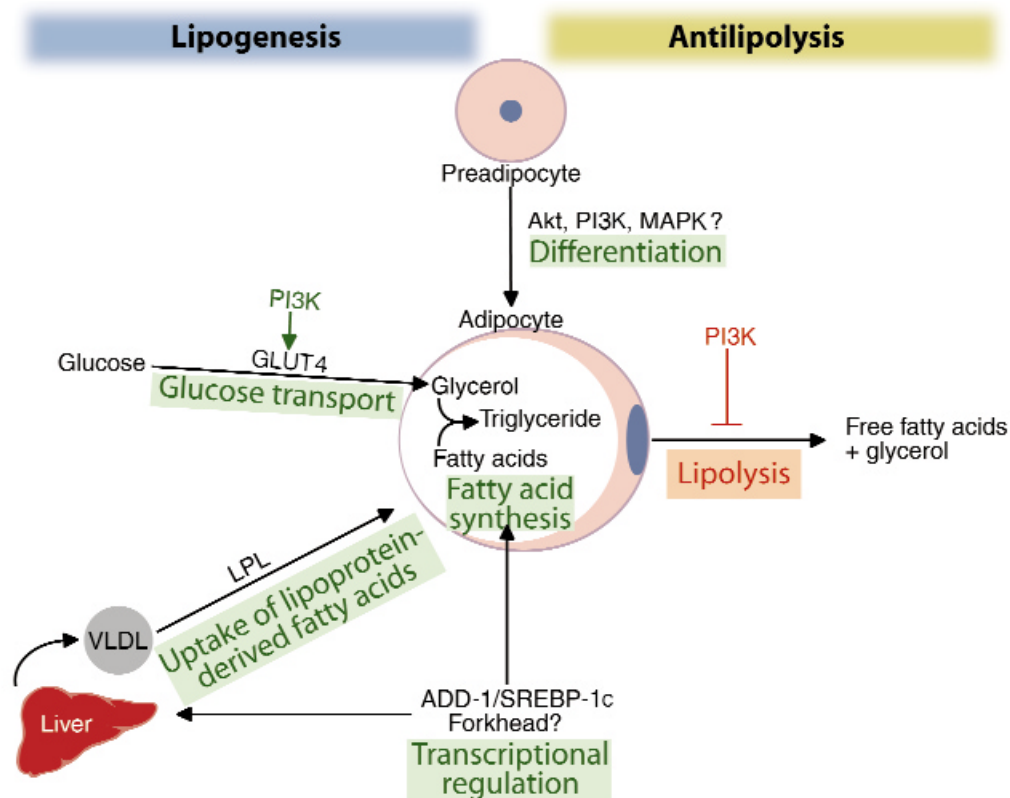 Lipogenesis
Antilipolysis
Preadipocyte
Akt, PI3K, MAPK?
Differentiation
PI3K
Adipocyte
PI3K
Glucose
GLUT4
Glucose transport
Glycerol
Triglyceride
Fatty acids
Fatty acid
synthesis
Free fatty acids
+ glycerol
Lipolysis
LPL
Uptake of lipoprotein-
derived fatty acids
VLDL
Liver
ADD-1/SREBP-1c
Forkhead?
Transcriptional
regulation